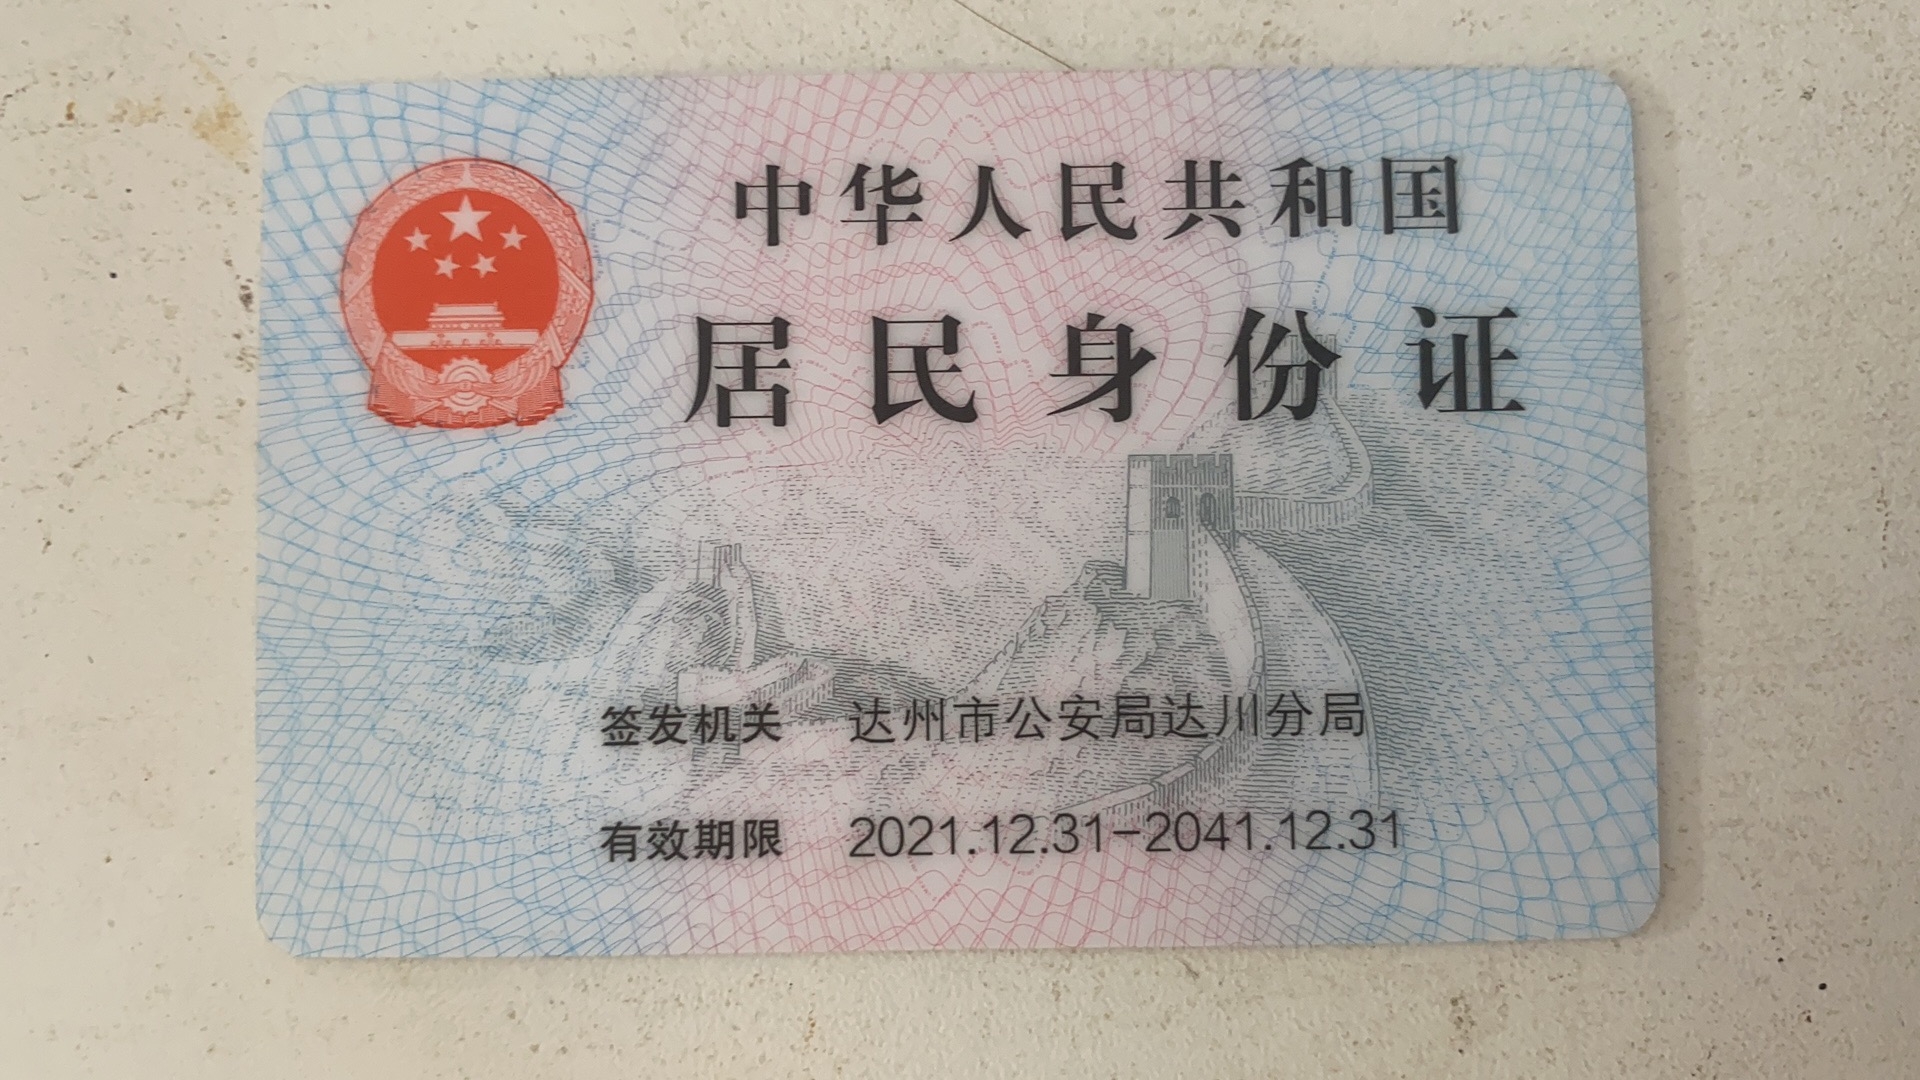 中华人民共和国
居民身份证
签发机关 达州市公安局达川分局
有效期限 2021.12.31-2041.12.31